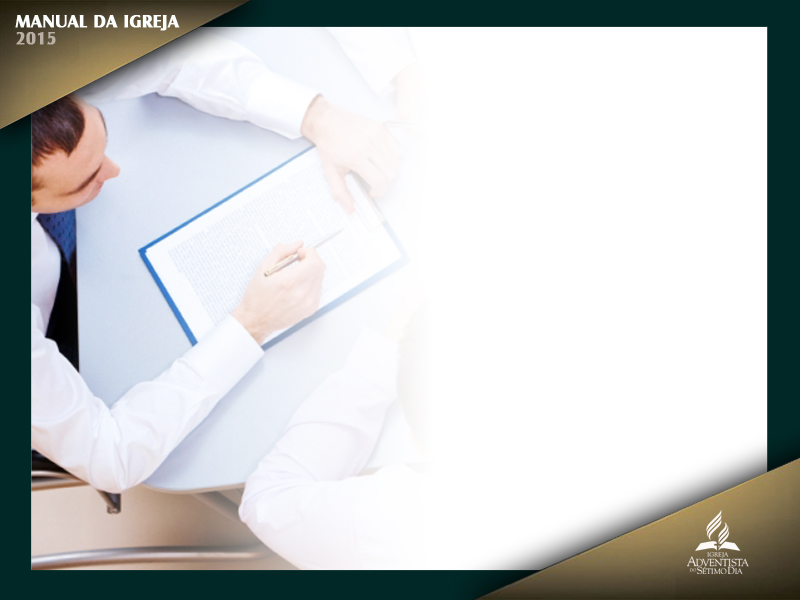 MANUAL DA IGREJA
2015
IGREJA
ADVENTISTA
DO SÉTIMO DIA